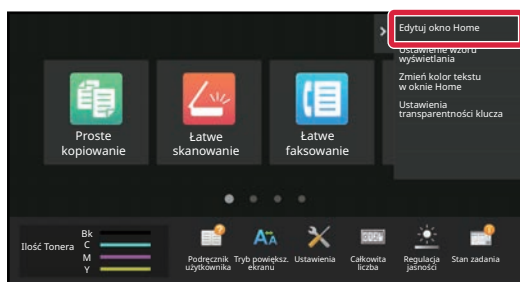 Edytuj okno Home
Ustawienie wzoru
wyświetlania
Zmień kolor tekstu
w oknie Home
Ustawienia
transparentności klucza
Proste
kopiowanie
Łatwe
skanowanie
Łatwe
faksowanie
Ilość Tonera
Bk
C
M
Y
Podręcznik
użytkownika
Tryb powiększ.
ekranu
Ustawienia
Całkowita
liczba
Regulacja
jasności
Stan zadania